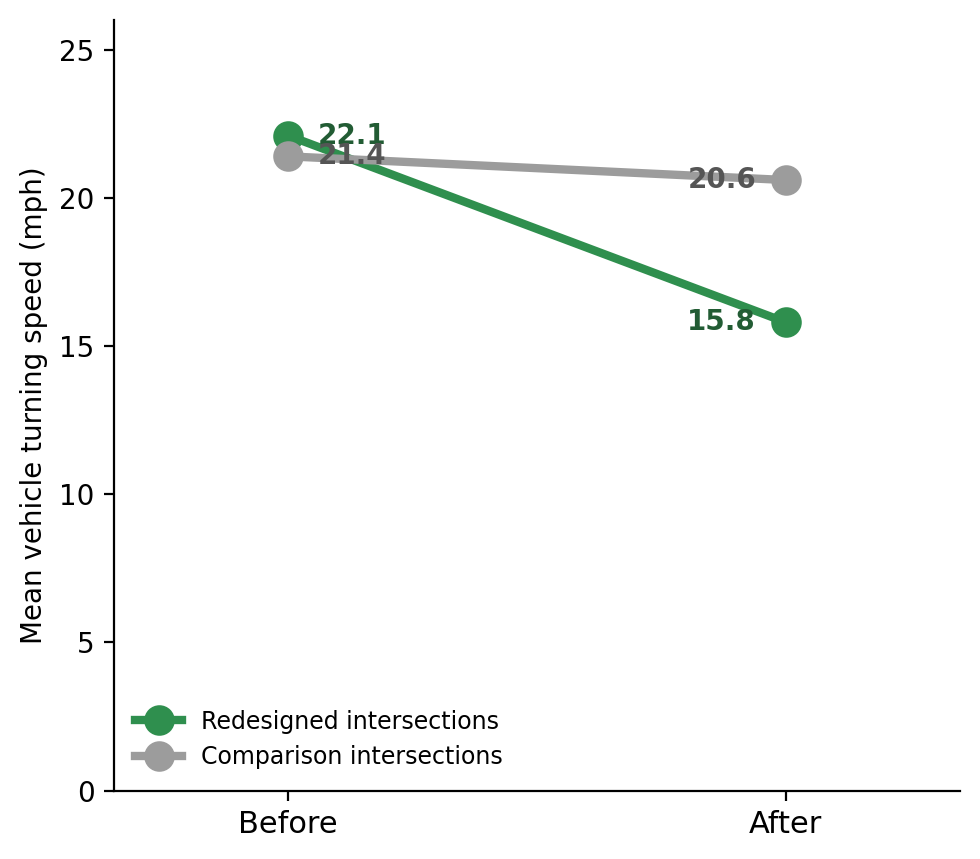 Mean vehicle turning speed (mph)
25
20
15
10
5
0
22.1
21.4
20.6
15.8
Redesigned intersections
Comparison intersections
Before
After